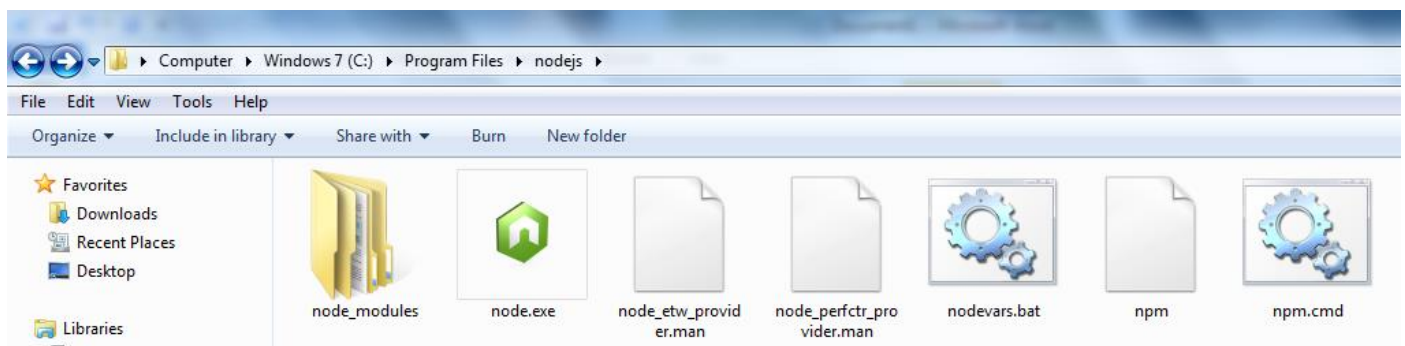 Computer Windows 7 (C:) Program Files nodejs
File Edit View Tools Help
Organize Include in library Share with Burn New folder
Favorites
Downloads
Recent Places
Desktop
Libraries
node_modules
node.exe
node_etw_provid
er.man
node_perfctr_pro
vider.man
nodevars.bat
npm
npm.cmd